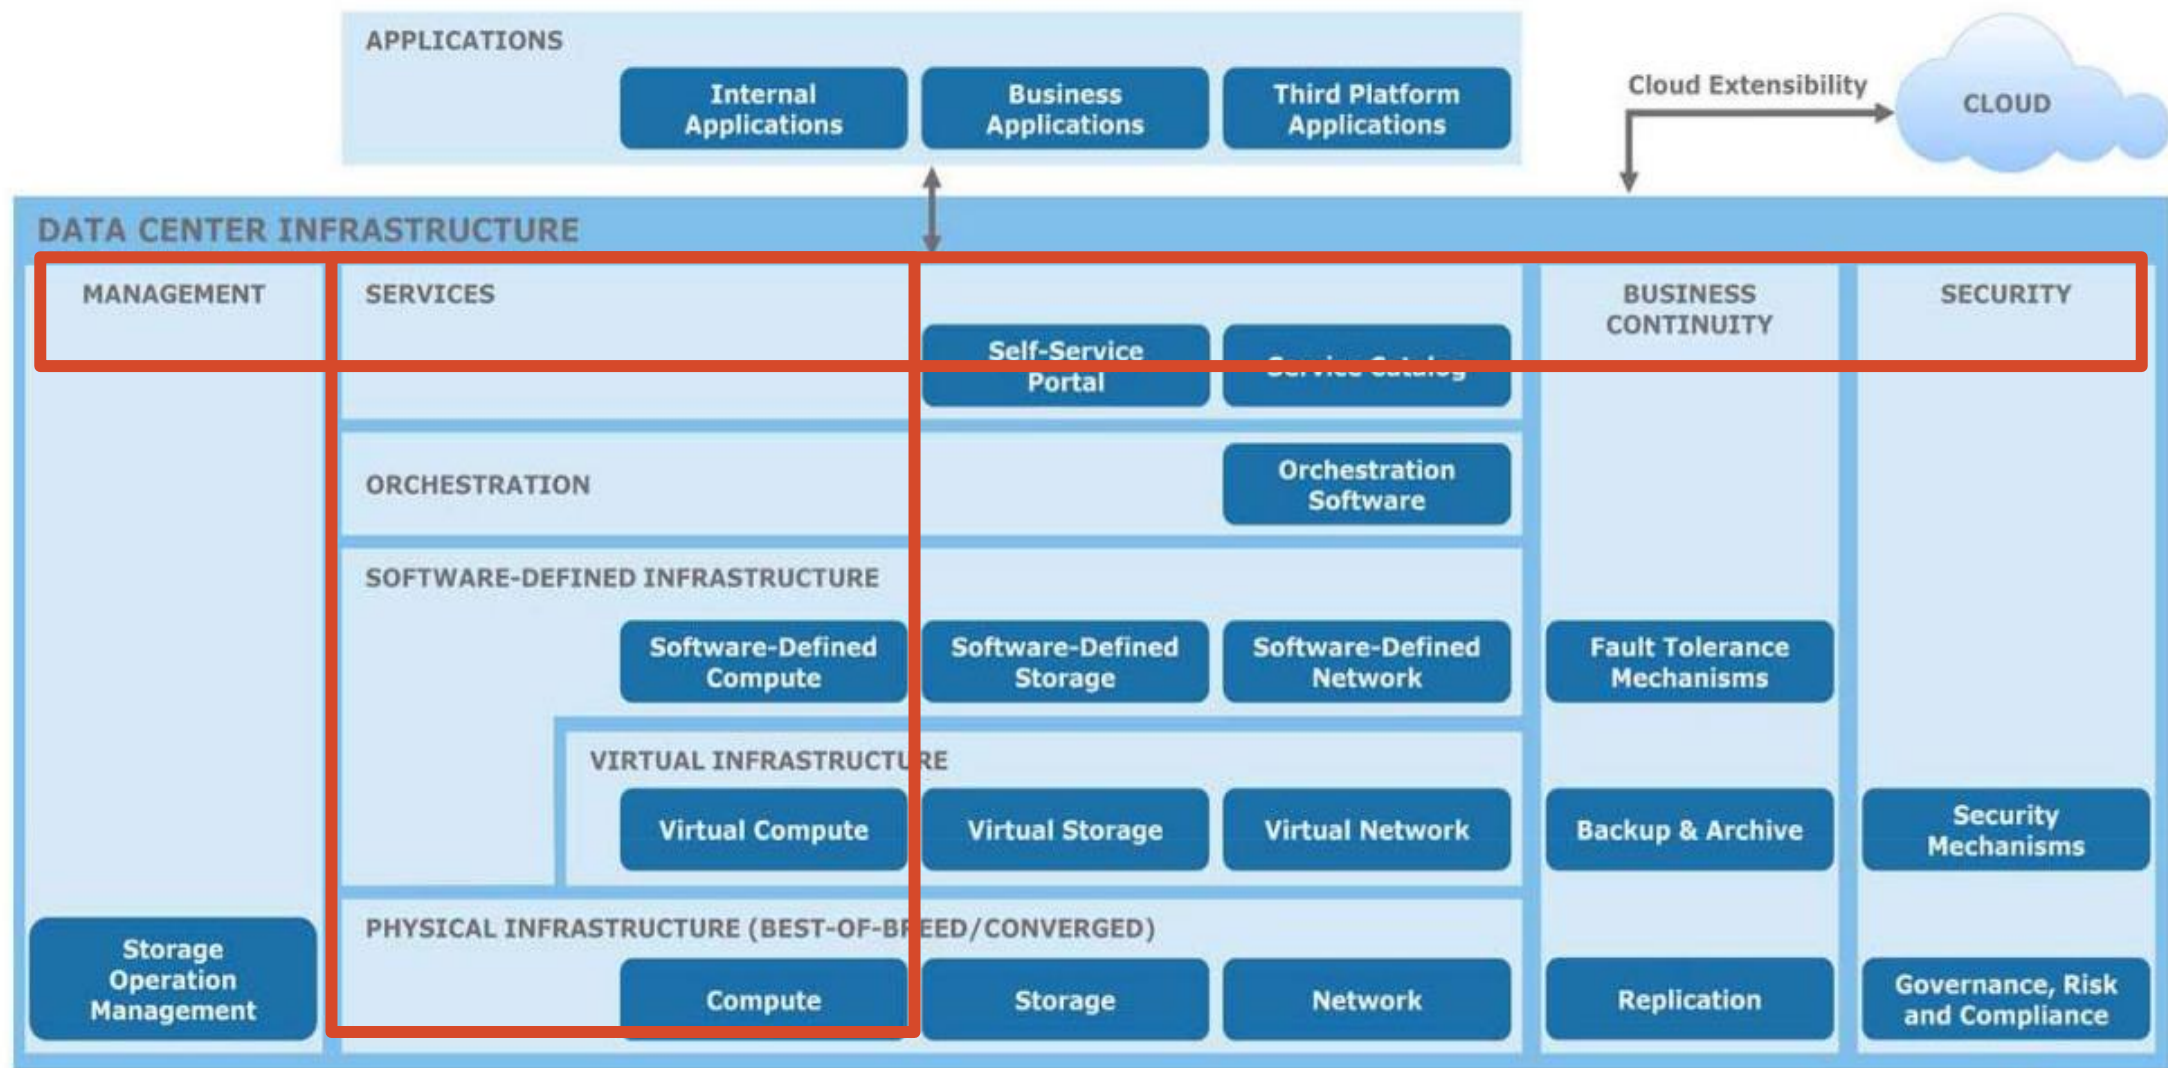 APPLICATIONS
Internal
Applications
Business
Applications
Third Platform
Applications
Cloud Extensibility
CLOUD
DATA CENTER INFRASTRUCTURE
MANAGEMENT
Storage
Operation
Management
SERVICES
Self-Service
Portal
Service Catalog
ORCHESTRATION
Orchestration
Software
SOFTWARE-DEFINED INFRASTRUCTURE
Software-Defined
Compute
Software-Defined
Storage
Software-Defined
Network
VIRTUAL INFRASTRUCTURE
Virtual Compute
Virtual Storage
Virtual Network
PHYSICAL INFRASTRUCTURE (BEST-OF-BREED/CONVERGED)
Compute
Storage
Network
BUSINESS
CONTINUITY
Fault Tolerance
Mechanisms
Backup & Archive
Replication
SECURITY
Security
Mechanisms
Governance, Risk
and Compliance